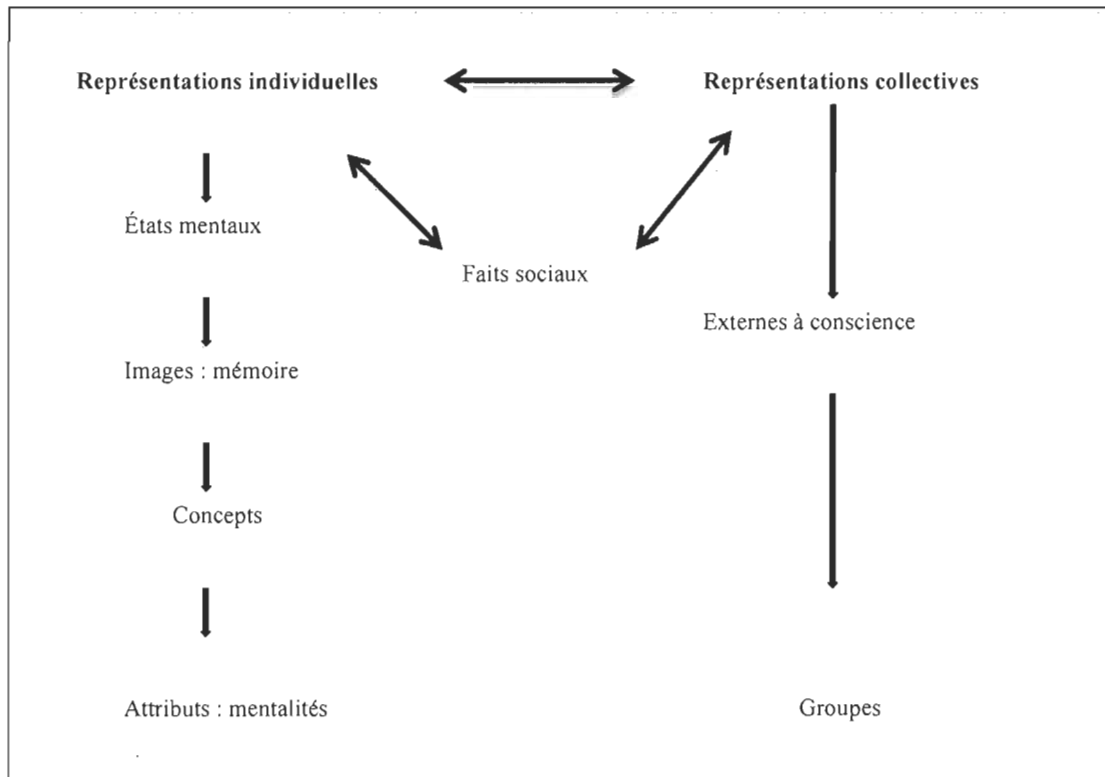 Représentations individuelles
Représentations collectives
États mentaux
Faits sociaux
Externes à conscience
Images : mémoire
Concepts
Attributs : mentalités
Groupes